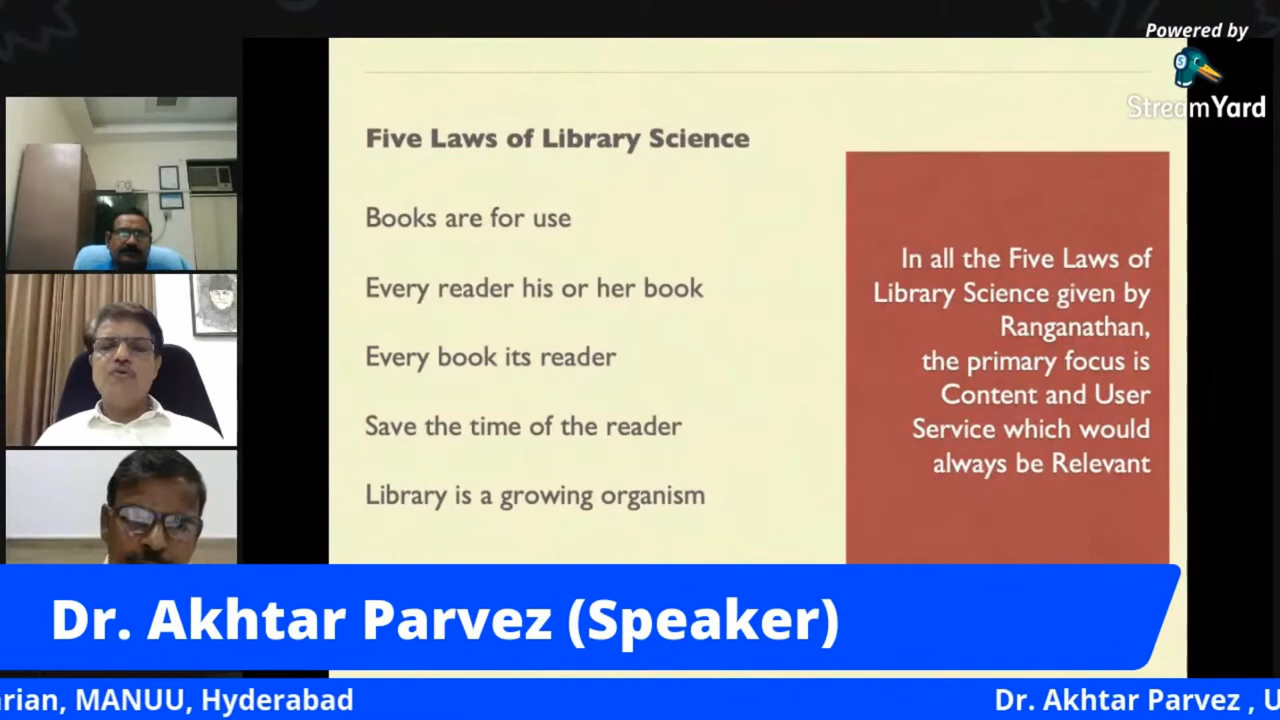 Powered by
StreamYard
Five Laws of Library Science
Books are for use
Every reader his or her book
Every book its reader
Save the time of the reader
Library is a growing organism
In all the Five Laws of
Library Science given by
Ranganathan,
the primary focus is
Content and User
Service which would
always be Relevant
Dr. Akhtar Parvez (Speaker)
arian, MANUU, Hyderabad
Dr. Akhtar Parvez , U